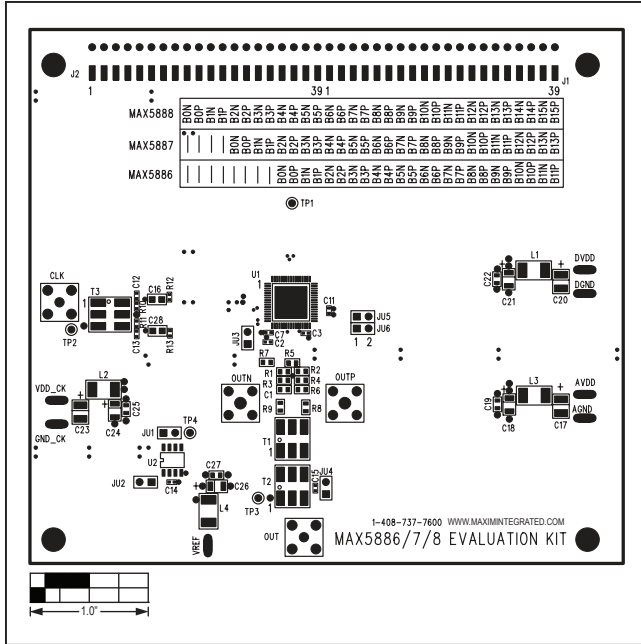 J2
J1
1
39 1
39
MAX5888
B0N B0P B1N B1P B2N B2P B3N B3P B4N B4P B5N B5P B6N B6P B7N B7P B8N B8P B9N B9P B10N B10P B11N B11P B12N B12P B13N B13P B14N B14P B15N B15P
MAX5887
B0N B0P B1N B1P B2N B2P B3N B3P B4N B4P B5N B5P B6N B6P B7N B7P B8N B8P B9N B9P B10N B10P B11N B11P B12N B12P B13N B13P
MAX5886
B0N B0P B1N B1P B2N B2P B3N B3P B4N B4P B5N B5P B6N B6P B7N B7P B8N B8P B9N B9P B10N B10P B11N B11P
TP1
CLK
T3
1
C12
R10
C16
R12
R11
C13
C28
R13
TP2
U1
1
C11
JU5
JU6
1 2
JU3
C7
C2
C3
L1
DVDD
DGND
C22
C21
C20
+
+
L2
VDD_CK
GND_CK
+
+
C23
C24
C25
R7
R5
R1
R2
R3
R4
C1
R6
R9
R8
OUTN
OUTP
L3
AVDD
AGND
C19
C18
C17
+
+
JU1
TP4
U2
JU2
C14
C27
C26
+
L4
VREF
T1
T2
1
C15
JU4
TP3
OUT
1-408-737-7600 WWW.MAXIMINTEGRATED.COM
MAX5886/7/8 EVALUATION KIT
1.0"